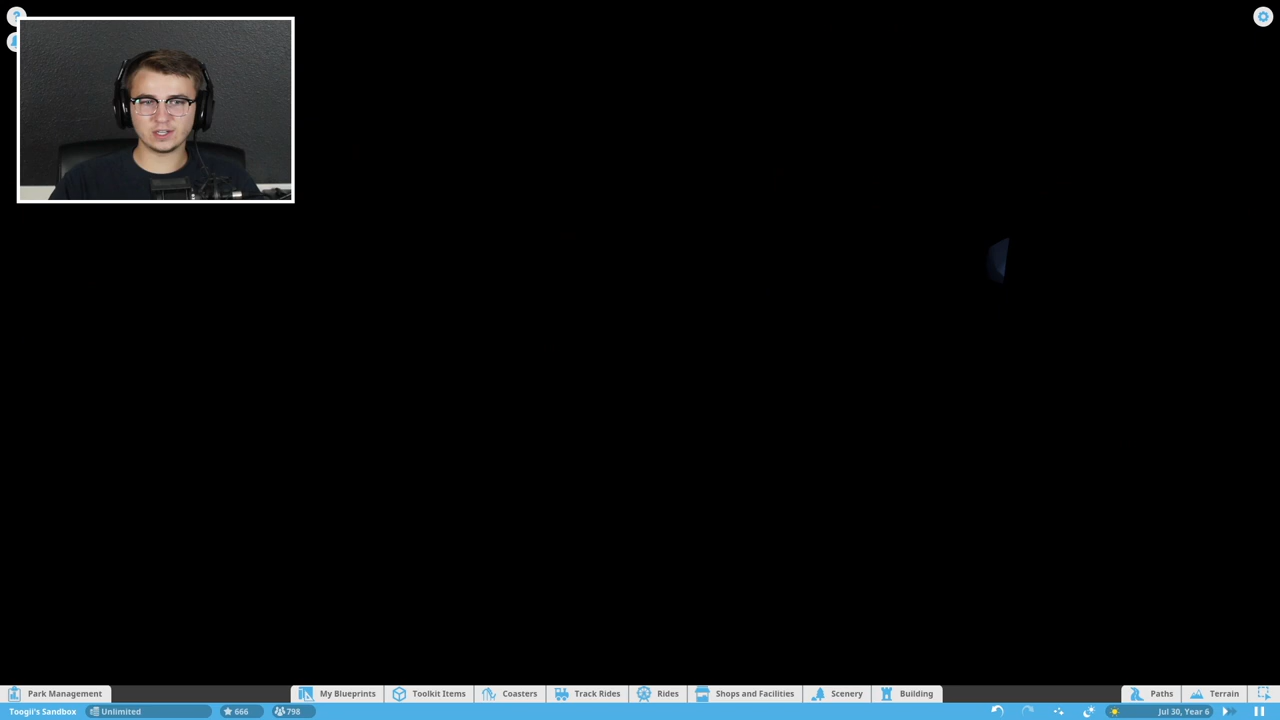 ?
Park Management
My Blueprints
Toolkit Items
Coasters
Track Rides
Rides
Shops and Facilities
Scenery
Building
Paths
Terrain
Toogii's Sandbox
Unlimited
666
798
Jul 30, Year 6